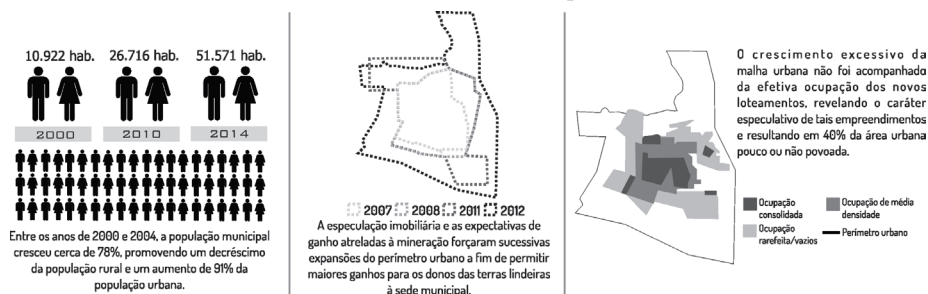 10.922 hab. 26.716 hab. 51.571 hab.
2000 2010 2014
Entre os anos de 2000 e 2004, a população municipal
cresceu cerca de 78%, promovendo um decréscimo
da população rural e um aumento de 91% da
população urbana.
2007 2008 2011 2012
A especulação imobiliária e as expectativas de
ganho atreladas à mineração forçaram sucessivas
expansões do perímetro urbano a fim de permitir
maiores ganhos para os donos das terras lindeiras
à sede municipal.
O crescimento excessivo da
malha urbana não foi acompanhado
da efetiva ocupação dos novos
loteamentos, revelando o caráter
especulativo de tais empreendimentos
e resultando em 40% da área urbana
pouco ou não povoada.
Ocupação
consolidada
Ocupação de média
densidade
Ocupação
rarefeita/vazios
Perímetro urbano